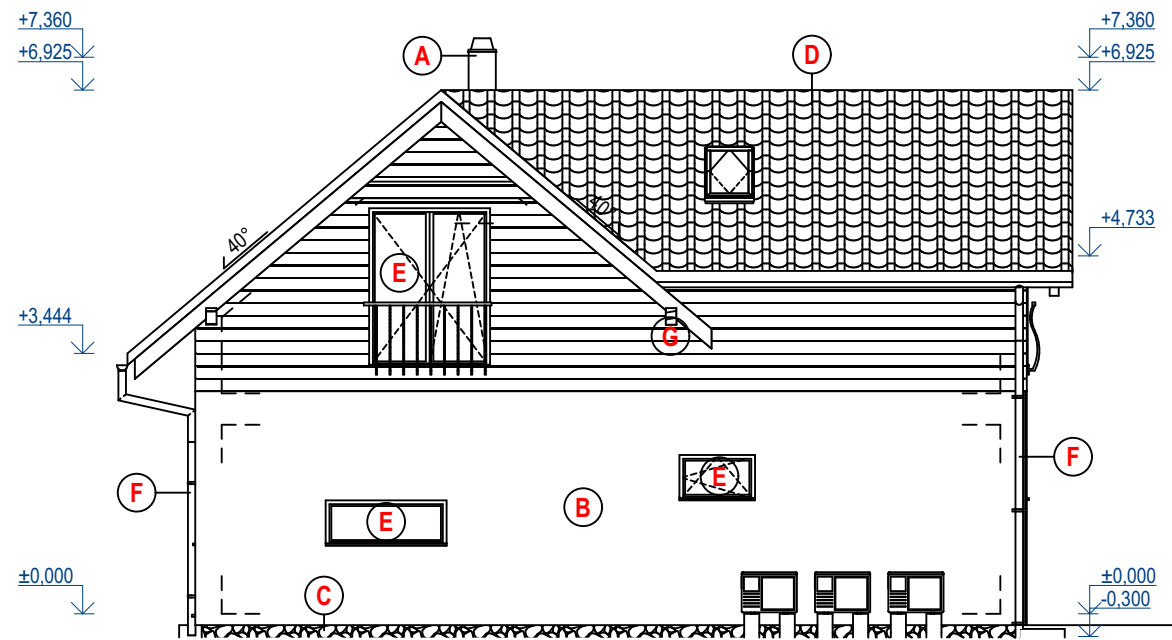 +7,360
+6,925
A
D
+7,360
+6,925
40°
40°
+4,733
E
+3,444
G
F
E
F
E
B
±0,000
C
±0,000
-0,300